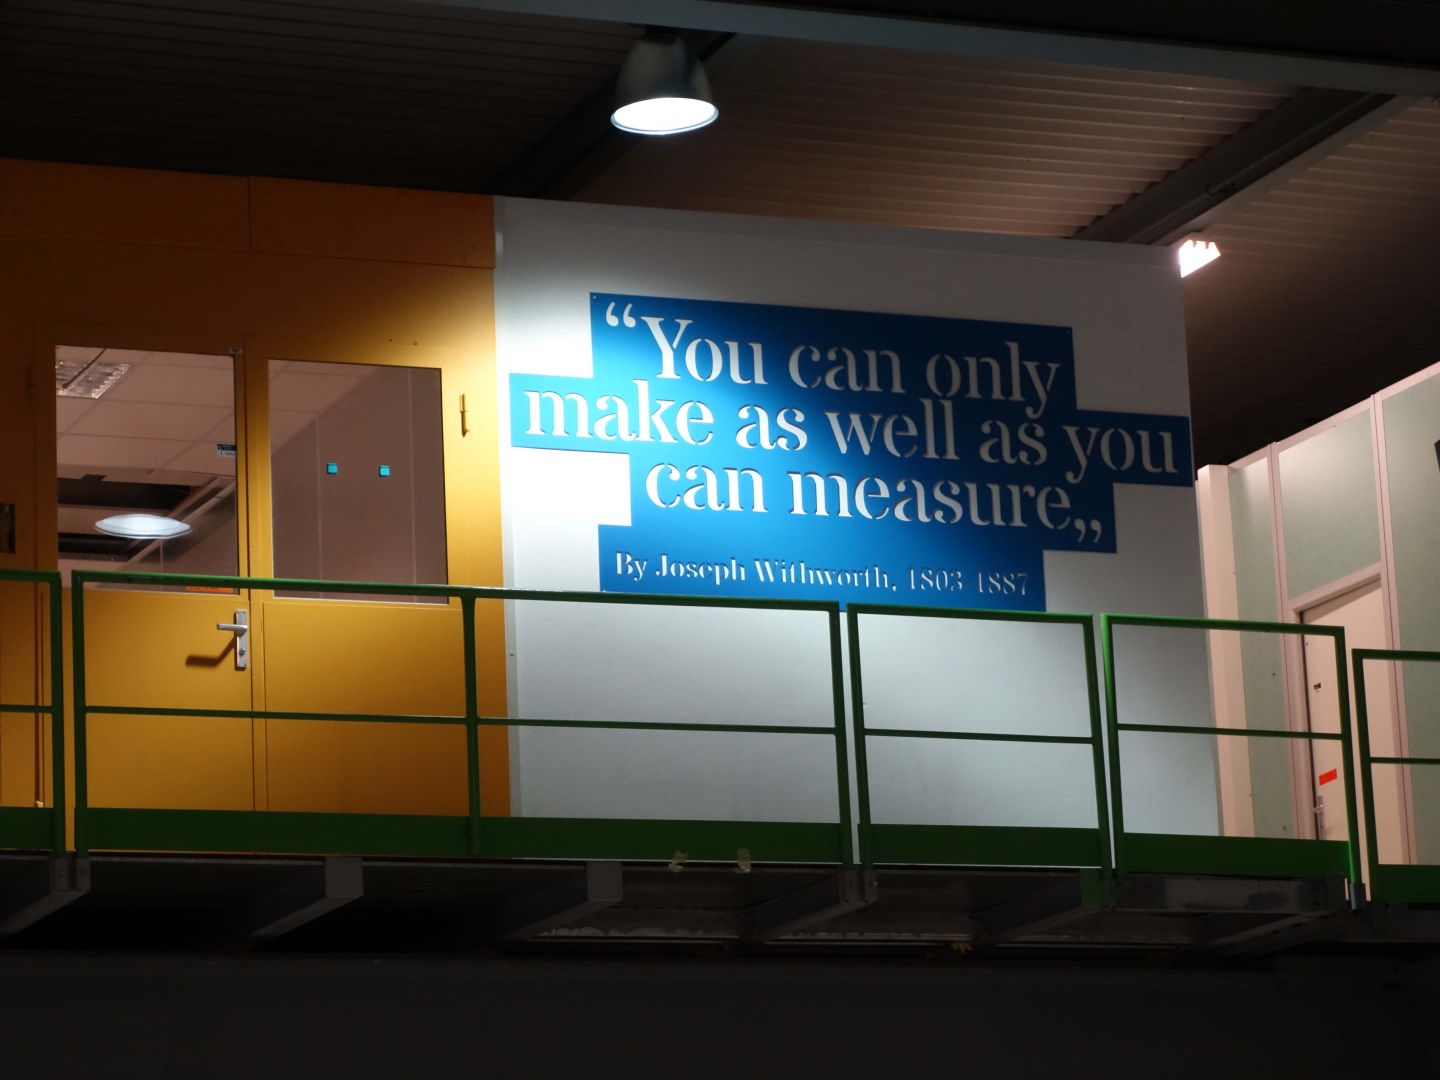 “You can only
make as well as you
can measure„
By Joseph Withworth, 1803-1887